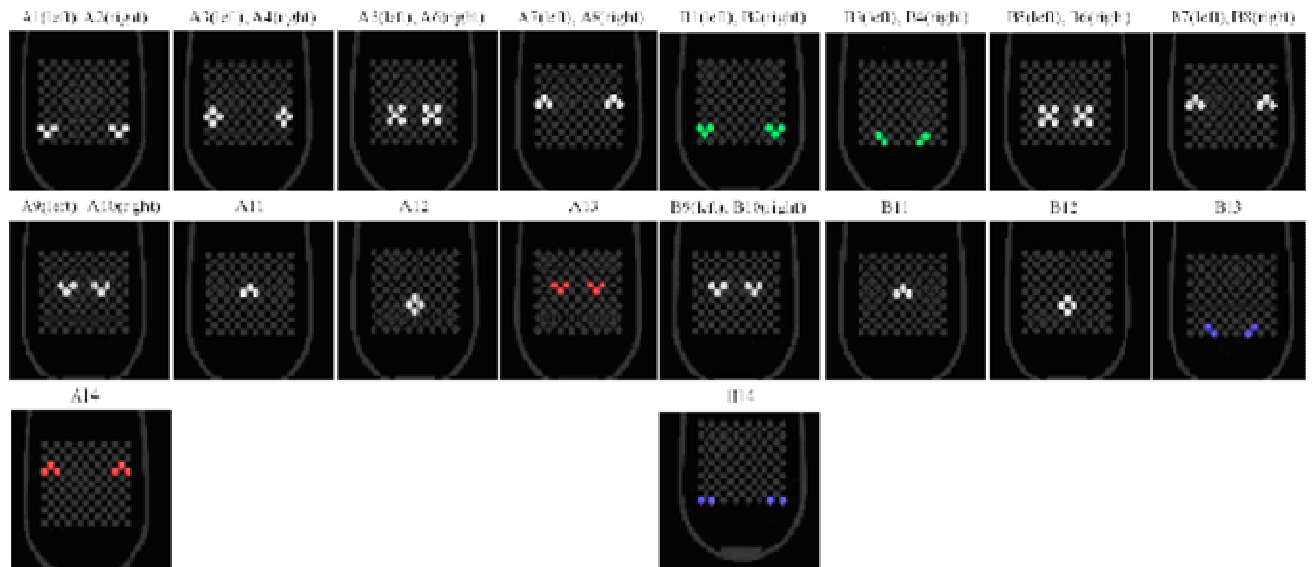 A1(left), A2(right) A3(left), A4(right) A5(left), A6(right) A7(left), A8(right) B1(left), B2(right) B3(left), B4(right) B5(left), B6(right) B7(left), B8(right)
A9(left), A10(right) A11 A12 A13 B9(left), B10(right) B11 B12 B13
A14 B14